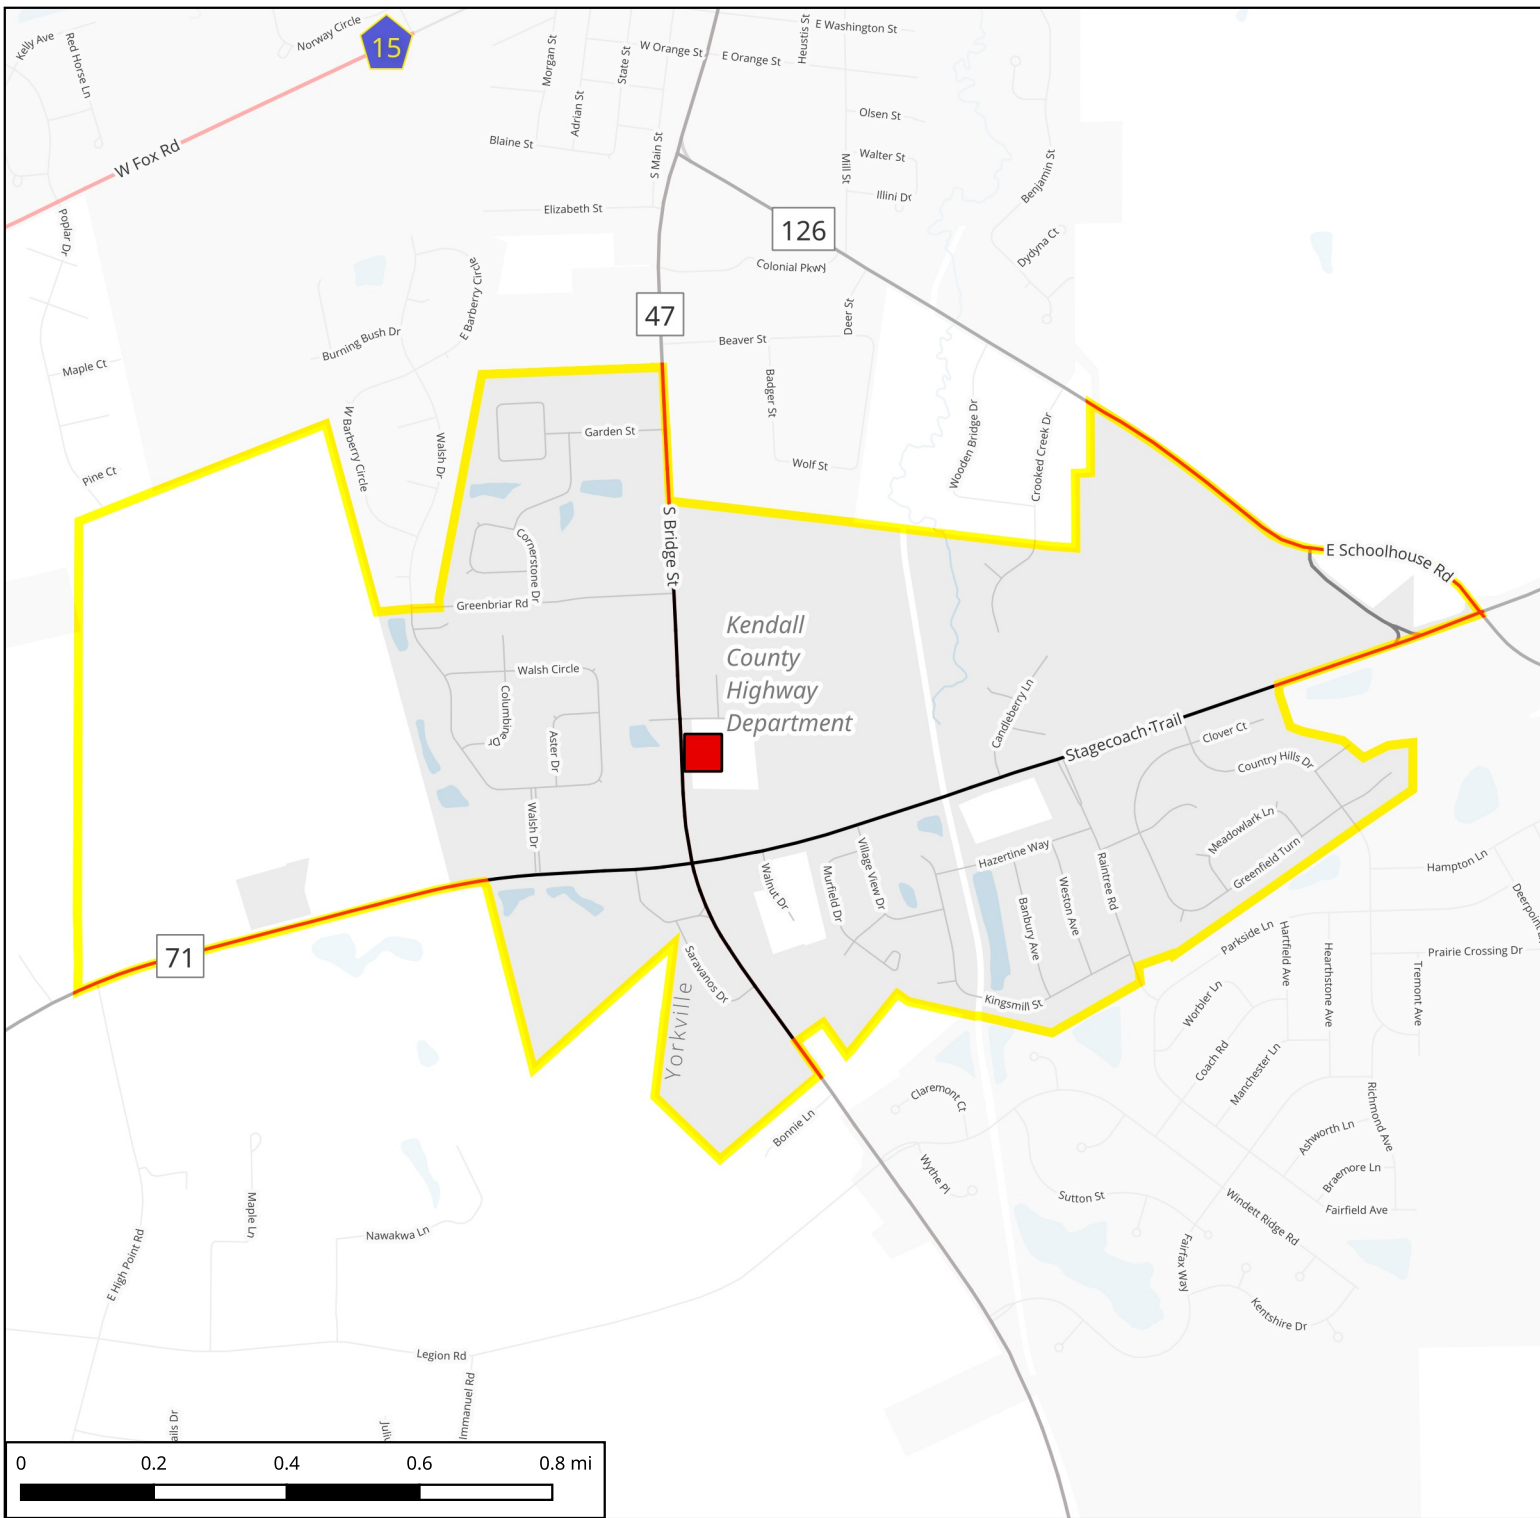 Kelly Ave
Red Horse Ln
Norway Circle
15
Morgan St
Adrian St
State St
W Orange St
E Orange St
Heustis St
E Washington St
Olsen St
Walter St
Mill St
Illini Dr
Benjamin St
Dydyna Ct
W Fox Rd
Blaine St
S Main St
Elizabeth St
126
Colonial Pkwy
Poplar Dr
E Barberry Circle
Burning Bush Dr
47
Beaver St
Deer St
Badger St
Wolf St
Maple Ct
Pine Ct
W Barberry Circle
Walsh Dr
Garden St
Wooden Bridge Dr
Crooked Creek Dr
S Bridge St
Cornerstone Dr
Greenbriar Rd
E Schoolhouse Rd
Kendall
County
Highway
Department
Walsh Circle
Columbine Dr
Aster Dr
Walsh Dr
Candleberry Ln
Stagecoach Trail
Clover Ct
Country Hills Dr
Meadowlark Ln
Greenfield Turn
Hazertine Way
Raintree Rd
Weston Ave
Banbury Ave
Village View Dr
Murfield Dr
Walnut Dr
Hampton Ln
Parkside Ln
Hartfield Ave
Hearthstone Ave
Prairie Crossing Dr
Tremont Ave
71
Saravanos Dr
Yorkville
Kingsmill St
Worbler Ln
Coach Rd
Manchester Ln
Claremont Ct
Bonnie Ln
Wythe Pl
Richmond Ave
Ashworth Ln
Braemore Ln
Fairfield Ave
Sutton St
Windett Ridge Rd
Fairfax Way
Kentshire Dr
Maple Ln
Nawakwa Ln
E High Point Rd
Legion Rd
Immanuel Rd
0 0.2 0.4 0.6 0.8 mi